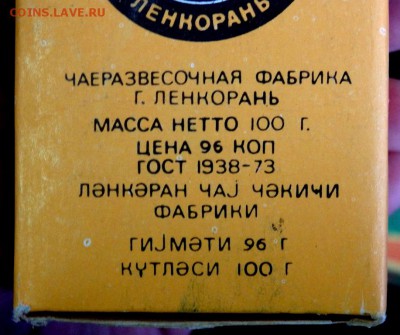 COINS.LAVE.RU
ЛЕНКОРАНЬ
ЧАЕРАЗВЕСОЧНАЯ ФАБРИКА
Г. ЛЕНКОРАНЬ
МАССА НЕТТО 100 Г.
ЦЕНА 96 КОП
ГОСТ 1938-73
ЛӘНКӘРАН ЧАЈ ЧӘКИҸИ
ФАБРИКИ
ГИЈМӘТИ 96 Г
КҮТЛӘСИ 100 Г